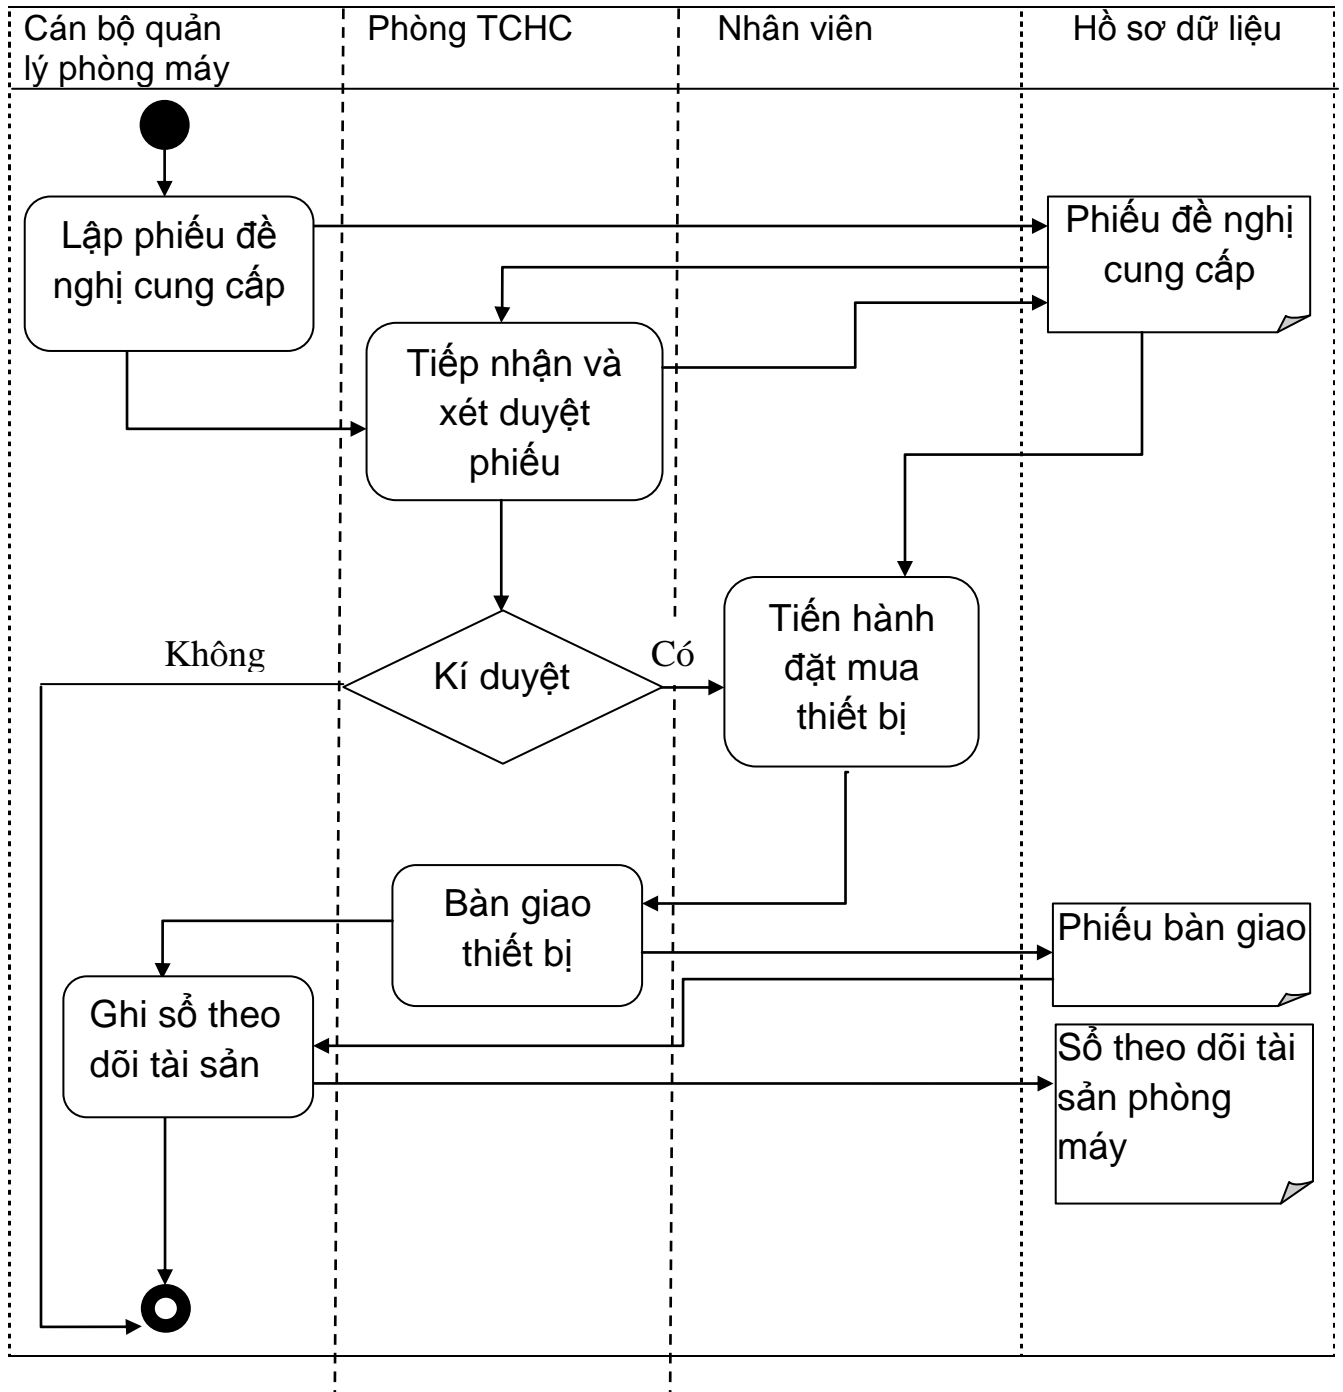 Cán bộ quản
lý phòng máy
Phòng TCHC
Nhân viên
Hồ sơ dữ liệu
Lập phiếu đề
nghị cung cấp
Phiếu đề nghị
cung cấp
Tiếp nhận và
xét duyệt
phiếu
Không
Kí duyệt
Có
Tiến hành
đặt mua
thiết bị
Bàn giao
thiết bị
Phiếu bàn giao
Ghi sổ theo
dõi tài sản
Sổ theo dõi tài
sản phòng
máy